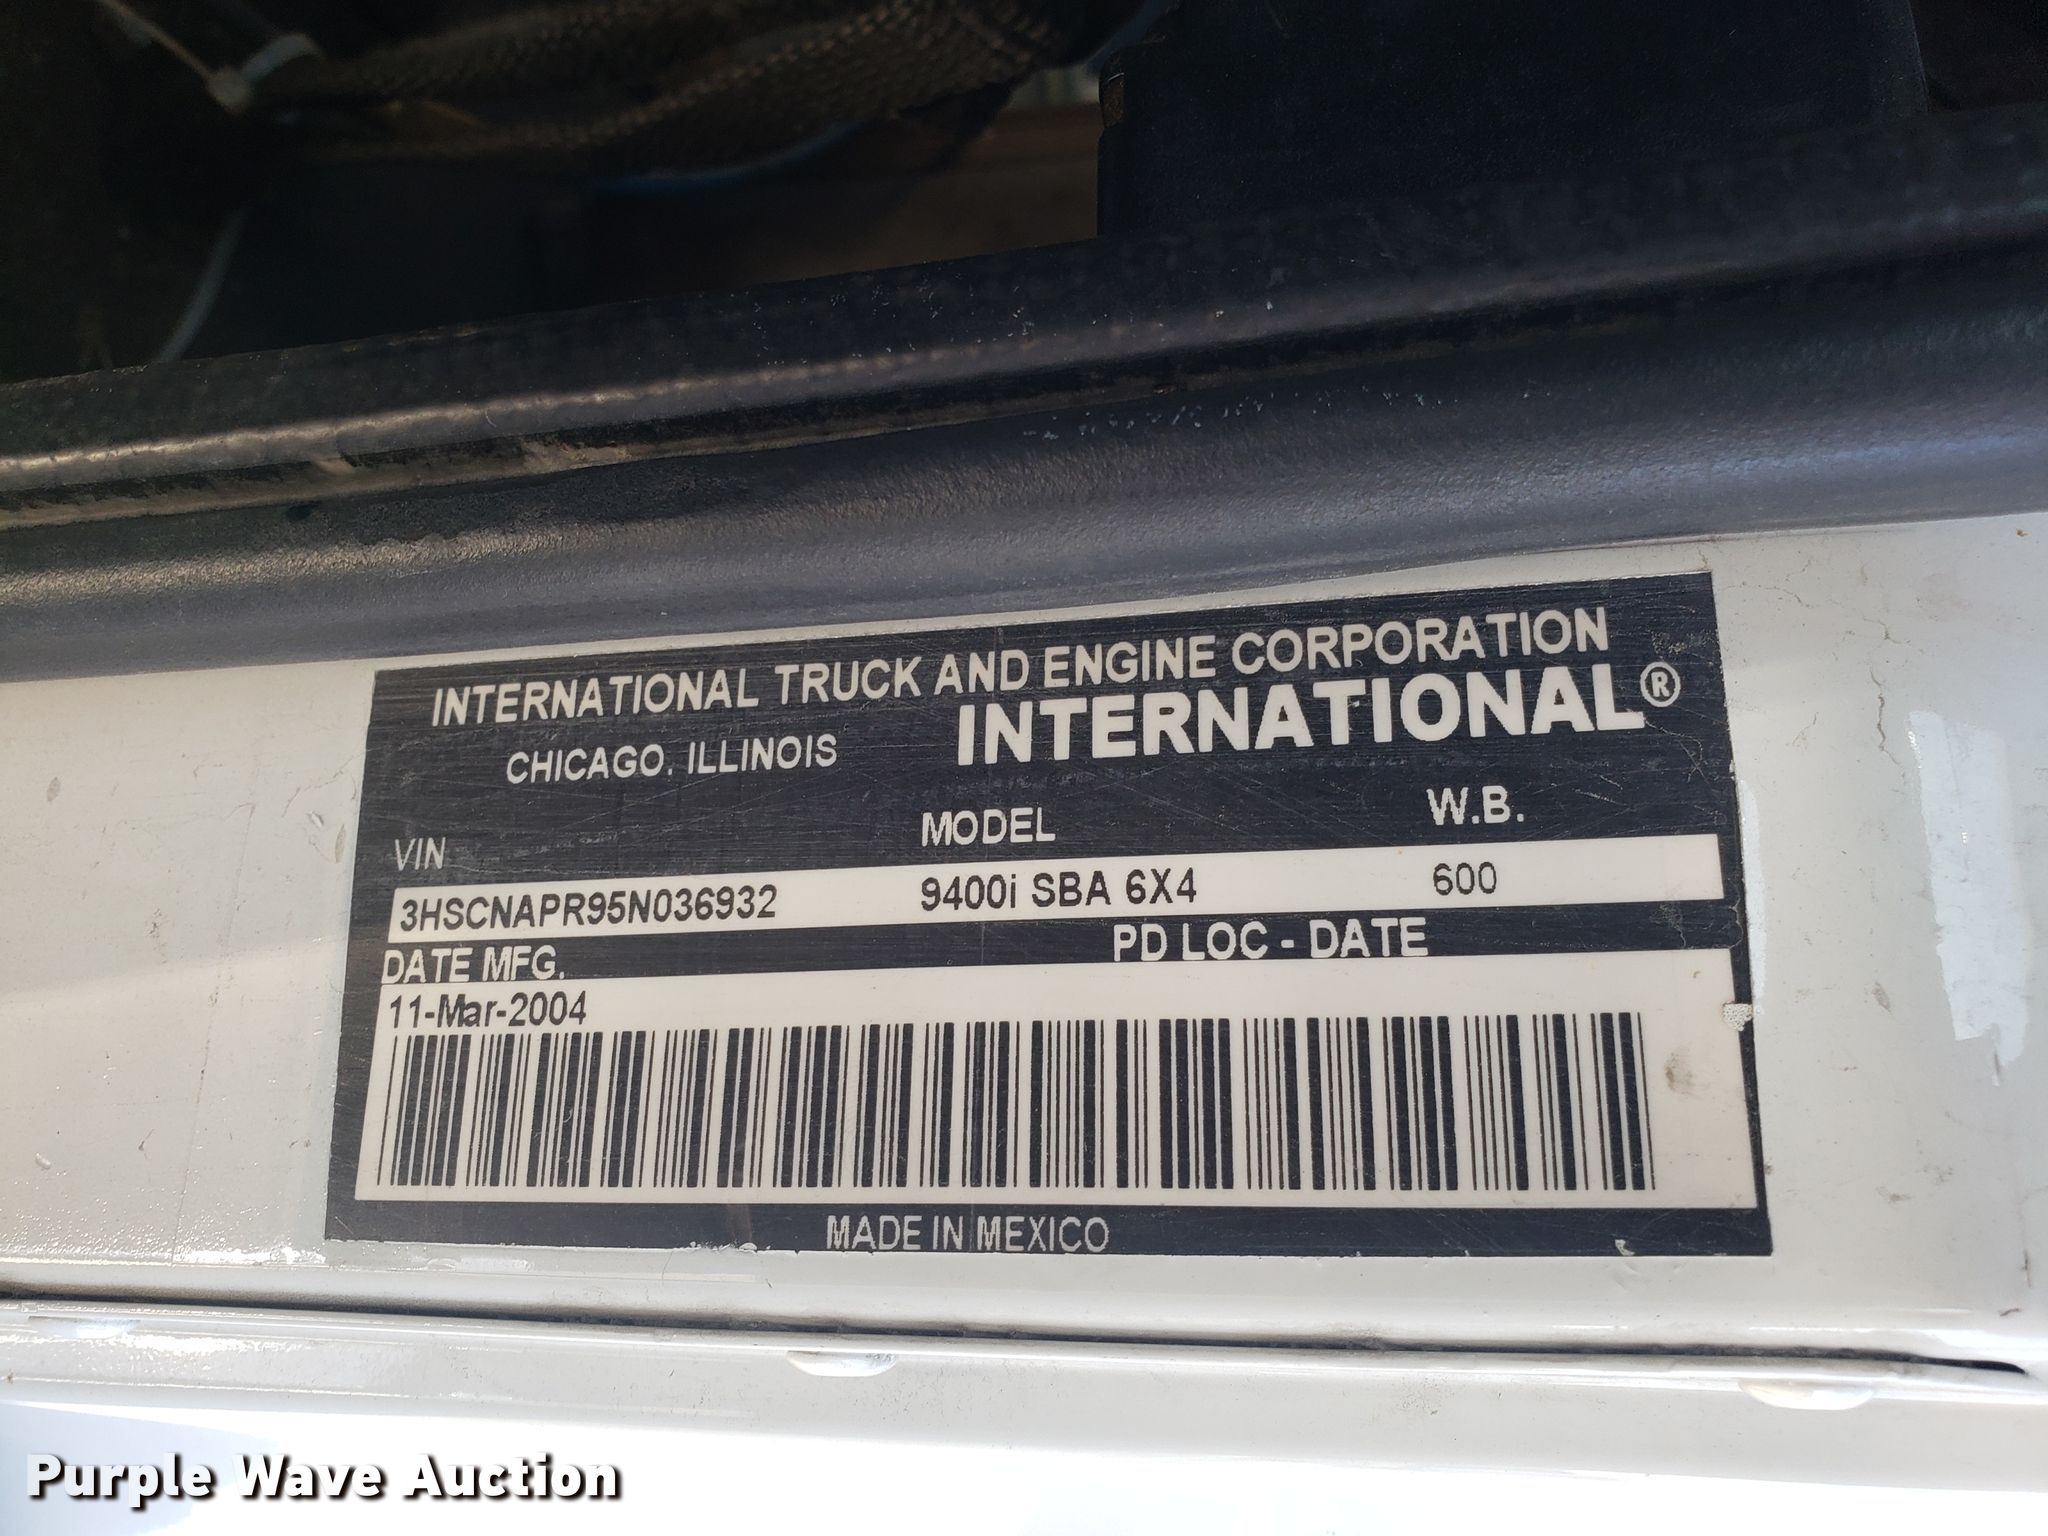 INTERNATIONAL TRUCK AND ENGINE CORPORATION
CHICAGO, ILLINOIS INTERNATIONAL®
VIN MODEL W.B.
3HSCNAPR95N036932 9400i SBA 6X4 600
DATE MFG. PD LOC - DATE
11-Mar-2004
MADE IN MEXICO
Purple Wave Auction